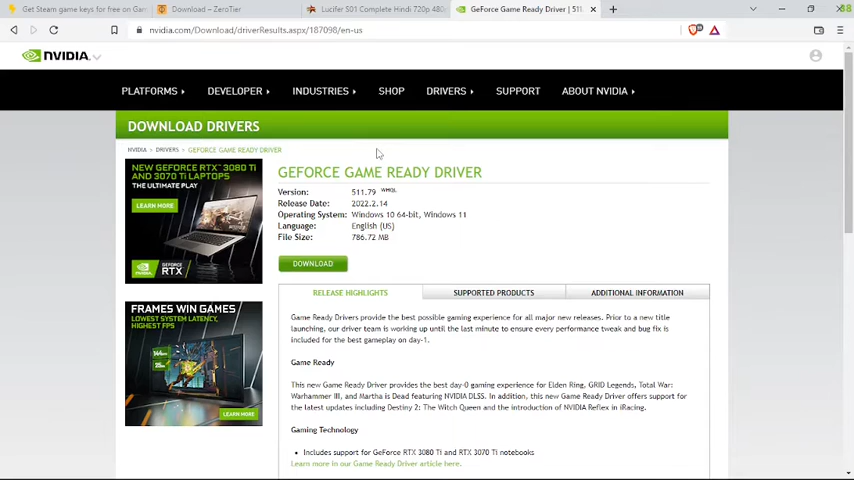 Get Steam game keys for free on Gam
Download – ZeroTier
Lucifer S01 Complete Hindi 720p 480p
GeForce Game Ready Driver | 511.
nvidia.com/Download/driverResults.aspx/187098/en-us
NVIDIA
PLATFORMS DEVELOPER INDUSTRIES SHOP DRIVERS SUPPORT ABOUT NVIDIA
DOWNLOAD DRIVERS
NVIDIA > DRIVERS > GEFORCE GAME READY DRIVER
NEW GEFORCE RTX™ 3080 Ti
AND 3070 Ti LAPTOPS
THE ULTIMATE PLAY
LEARN MORE
GEFORCE
RTX
FRAMES WIN GAMES
LOWEST SYSTEM LATENCY,
HIGHEST FPS
LEARN MORE
GEFORCE GAME READY DRIVER
Version: 511.79 WHQL
Release Date: 2022.2.14
Operating System: Windows 10 64-bit, Windows 11
Language: English (US)
File Size: 786.72 MB
DOWNLOAD
RELEASE HIGHLIGHTS SUPPORTED PRODUCTS ADDITIONAL INFORMATION
Game Ready Drivers provide the best possible gaming experience for all major new releases. Prior to a new title
launching, our driver team is working up until the last minute to ensure every performance tweak and bug fix is
included for the best gameplay on day-1.
Game Ready
This new Game Ready Driver provides the best day-0 gaming experience for Elden Ring, GRID Legends, Total War:
Warhammer III, and Martha is Dead featuring NVIDIA DLSS. In addition, this new Game Ready Driver offers support for
the latest updates including Destiny 2: The Witch Queen and the introduction of NVIDIA Reflex in iRacing.
Gaming Technology
• Includes support for GeForce RTX 3080 Ti and RTX 3070 Ti notebooks
Learn more in our Game Ready Driver article here.